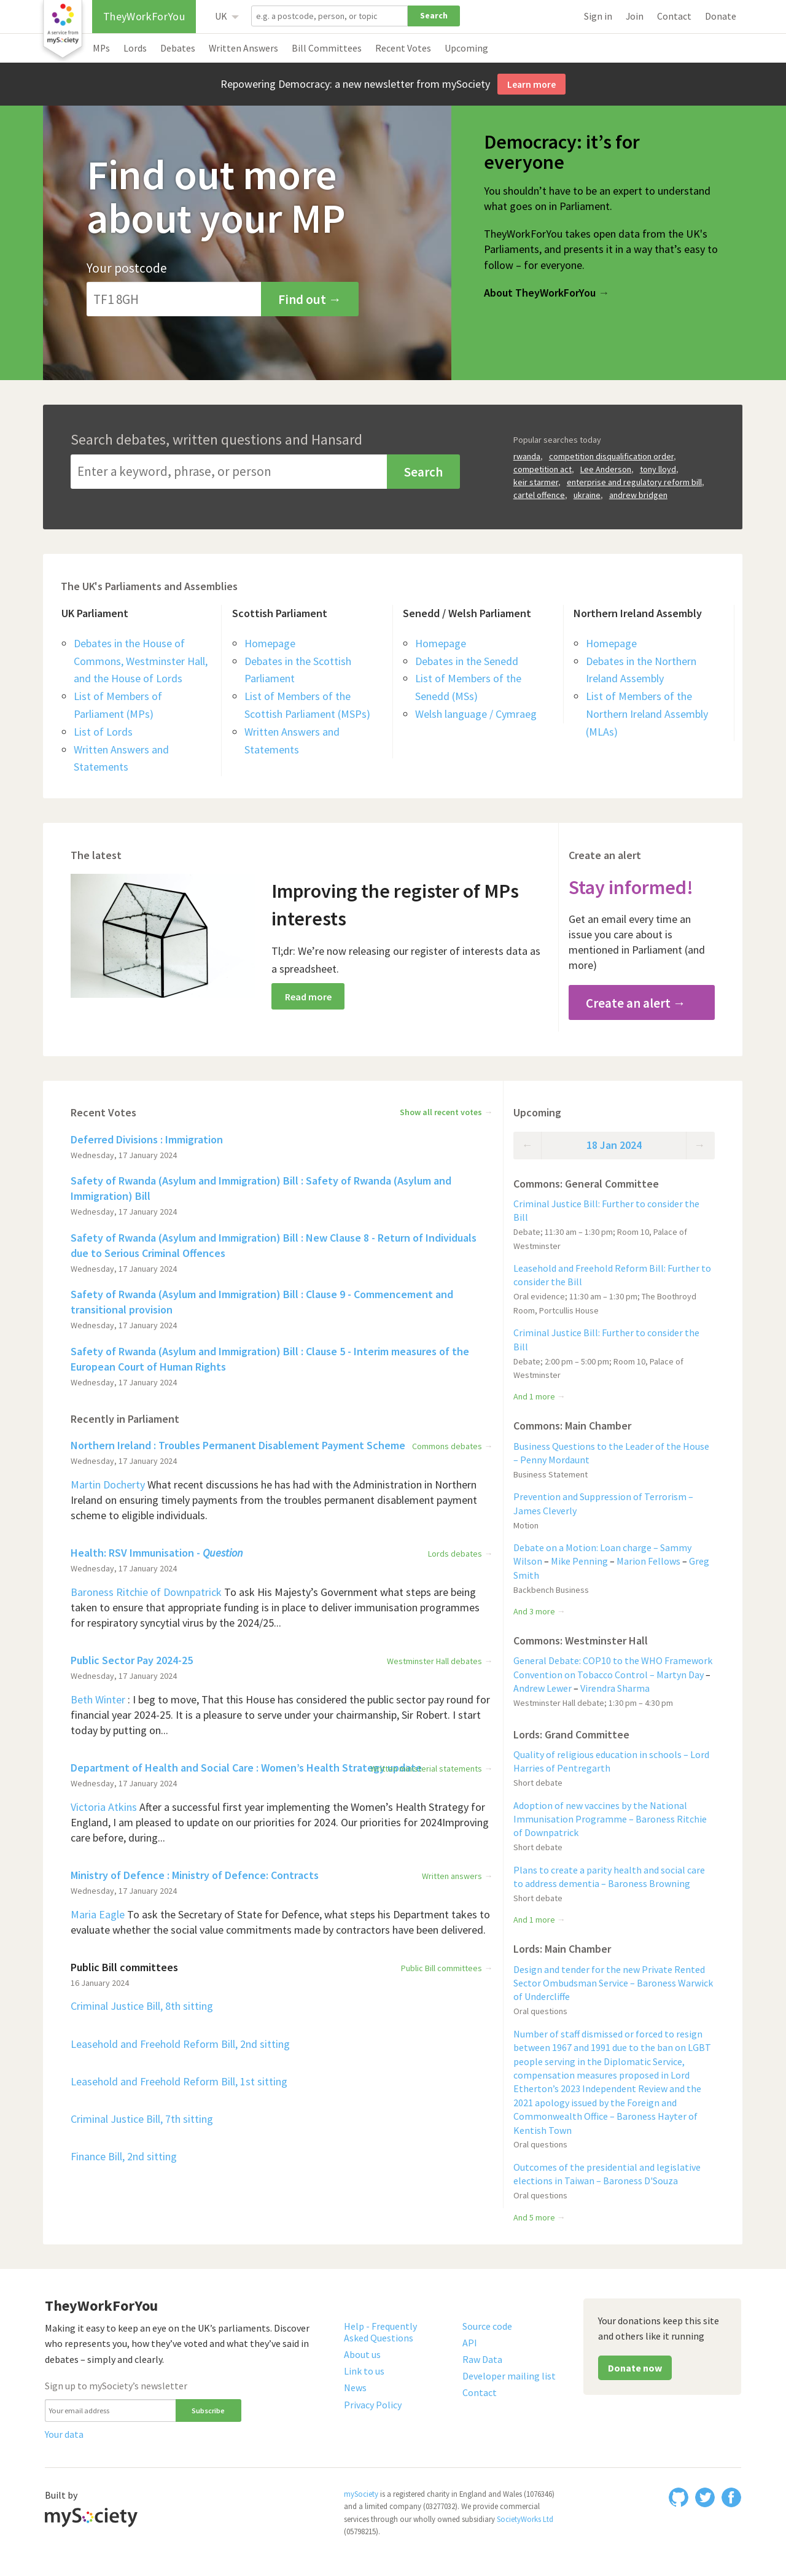 A service from
mySociety
TheyWorkForYou
UK
e.g. a postcode, person, or topic
Search
Sign in
Join
Contact
Donate
MPs
Lords
Debates
Written Answers
Bill Committees
Recent Votes
Upcoming
Repowering Democracy: a new newsletter from mySociety
Learn more
Find out more
about your MP
Your postcode
TF1 8GH
Find out →
Democracy: it’s for
everyone
You shouldn’t have to be an expert to understand
what goes on in Parliament.
TheyWorkForYou takes open data from the UK's
Parliaments, and presents it in a way that’s easy to
follow – for everyone.
About TheyWorkForYou →
Search debates, written questions and Hansard
Enter a keyword, phrase, or person
Search
Popular searches today
rwanda, competition disqualification order,
competition act, Lee Anderson, tony lloyd,
keir starmer, enterprise and regulatory reform bill,
cartel offence, ukraine, andrew bridgen
The UK's Parliaments and Assemblies
UK Parliament
Debates in the House of
Commons, Westminster Hall,
and the House of Lords
List of Members of
Parliament (MPs)
List of Lords
Written Answers and
Statements
Scottish Parliament
Homepage
Debates in the Scottish
Parliament
List of Members of the
Scottish Parliament (MSPs)
Written Answers and
Statements
Senedd / Welsh Parliament
Homepage
Debates in the Senedd
List of Members of the
Senedd (MSs)
Welsh language / Cymraeg
Northern Ireland Assembly
Homepage
Debates in the Northern
Ireland Assembly
List of Members of the
Northern Ireland Assembly
(MLAs)
The latest
Improving the register of MPs
interests
Tl;dr: We’re now releasing our register of interests data as
a spreadsheet.
Read more
Create an alert
Stay informed!
Get an email every time an
issue you care about is
mentioned in Parliament (and
more)
Create an alert →
Recent Votes
Show all recent votes →
Deferred Divisions : Immigration
Wednesday, 17 January 2024
Safety of Rwanda (Asylum and Immigration) Bill : Safety of Rwanda (Asylum and
Immigration) Bill
Wednesday, 17 January 2024
Safety of Rwanda (Asylum and Immigration) Bill : New Clause 8 - Return of Individuals
due to Serious Criminal Offences
Wednesday, 17 January 2024
Safety of Rwanda (Asylum and Immigration) Bill : Clause 9 - Commencement and
transitional provision
Wednesday, 17 January 2024
Safety of Rwanda (Asylum and Immigration) Bill : Clause 5 - Interim measures of the
European Court of Human Rights
Wednesday, 17 January 2024
Recently in Parliament
Northern Ireland : Troubles Permanent Disablement Payment Scheme
Commons debates →
Wednesday, 17 January 2024
Martin Docherty What recent discussions he has had with the Administration in Northern
Ireland on ensuring timely payments from the troubles permanent disablement payment
scheme to eligible individuals.
Health: RSV Immunisation - Question
Lords debates →
Wednesday, 17 January 2024
Baroness Ritchie of Downpatrick To ask His Majesty’s Government what steps are being
taken to ensure that appropriate funding is in place to deliver immunisation programmes
for respiratory syncytial virus by the 2024/25...
Public Sector Pay 2024-25
Westminster Hall debates →
Wednesday, 17 January 2024
Beth Winter : I beg to move, That this House has considered the public sector pay round for
financial year 2024-25. It is a pleasure to serve under your chairmanship, Sir Robert. I start
today by putting on...
Department of Health and Social Care : Women’s Health Strategy update
ministerial statements →
Wednesday, 17 January 2024
Victoria Atkins After a successful first year implementing the Women’s Health Strategy for
England, I am pleased to update on our priorities for 2024. Our priorities for 2024Improving
care before, during...
Ministry of Defence : Ministry of Defence: Contracts
Written answers →
Wednesday, 17 January 2024
Maria Eagle To ask the Secretary of State for Defence, what steps his Department takes to
evaluate whether the social value commitments made by contractors have been delivered.
Public Bill committees
Public Bill committees →
16 January 2024
Criminal Justice Bill, 8th sitting
Leasehold and Freehold Reform Bill, 2nd sitting
Leasehold and Freehold Reform Bill, 1st sitting
Criminal Justice Bill, 7th sitting
Finance Bill, 2nd sitting
Upcoming
← 18 Jan 2024 →
Commons: General Committee
Criminal Justice Bill: Further to consider the
Bill
Debate; 11:30 am – 1:30 pm; Room 10, Palace of
Westminster
Leasehold and Freehold Reform Bill: Further to
consider the Bill
Oral evidence; 11:30 am – 1:30 pm; The Boothroyd
Room, Portcullis House
Criminal Justice Bill: Further to consider the
Bill
Debate; 2:00 pm – 5:00 pm; Room 10, Palace of
Westminster
And 1 more →
Commons: Main Chamber
Business Questions to the Leader of the House
– Penny Mordaunt
Business Statement
Prevention and Suppression of Terrorism –
James Cleverly
Motion
Debate on a Motion: Loan charge – Sammy
Wilson – Mike Penning – Marion Fellows – Greg
Smith
Backbench Business
And 3 more →
Commons: Westminster Hall
General Debate: COP10 to the WHO Framework
Convention on Tobacco Control – Martyn Day –
Andrew Lewer – Virendra Sharma
Westminster Hall debate; 1:30 pm – 4:30 pm
Lords: Grand Committee
Quality of religious education in schools – Lord
Harries of Pentregarth
Short debate
Adoption of new vaccines by the National
Immunisation Programme – Baroness Ritchie
of Downpatrick
Short debate
Plans to create a parity health and social care
to address dementia – Baroness Browning
Short debate
And 1 more →
Lords: Main Chamber
Design and tender for the new Private Rented
Sector Ombudsman Service – Baroness Warwick
of Undercliffe
Oral questions
Number of staff dismissed or forced to resign
between 1967 and 1991 due to the ban on LGBT
people serving in the Diplomatic Service,
compensation measures proposed in Lord
Etherton’s 2023 Independent Review and the
2021 apology issued by the Foreign and
Commonwealth Office – Baroness Hayter of
Kentish Town
Oral questions
Outcomes of the presidential and legislative
elections in Taiwan – Baroness D'Souza
Oral questions
And 5 more →
TheyWorkForYou
Making it easy to keep an eye on the UK’s parliaments. Discover
who represents you, how they’ve voted and what they’ve said in
debates – simply and clearly.
Sign up to mySociety’s newsletter
Your email address
Subscribe
Your data
Help - Frequently
Asked Questions
About us
Link to us
News
Privacy Policy
Source code
API
Raw Data
Developer mailing list
Contact
Your donations keep this site
and others like it running
Donate now
Built by
mySociety
mySociety is a registered charity in England and Wales (1076346)
and a limited company (03277032). We provide commercial
services through our wholly owned subsidiary SocietyWorks Ltd
(05798215).